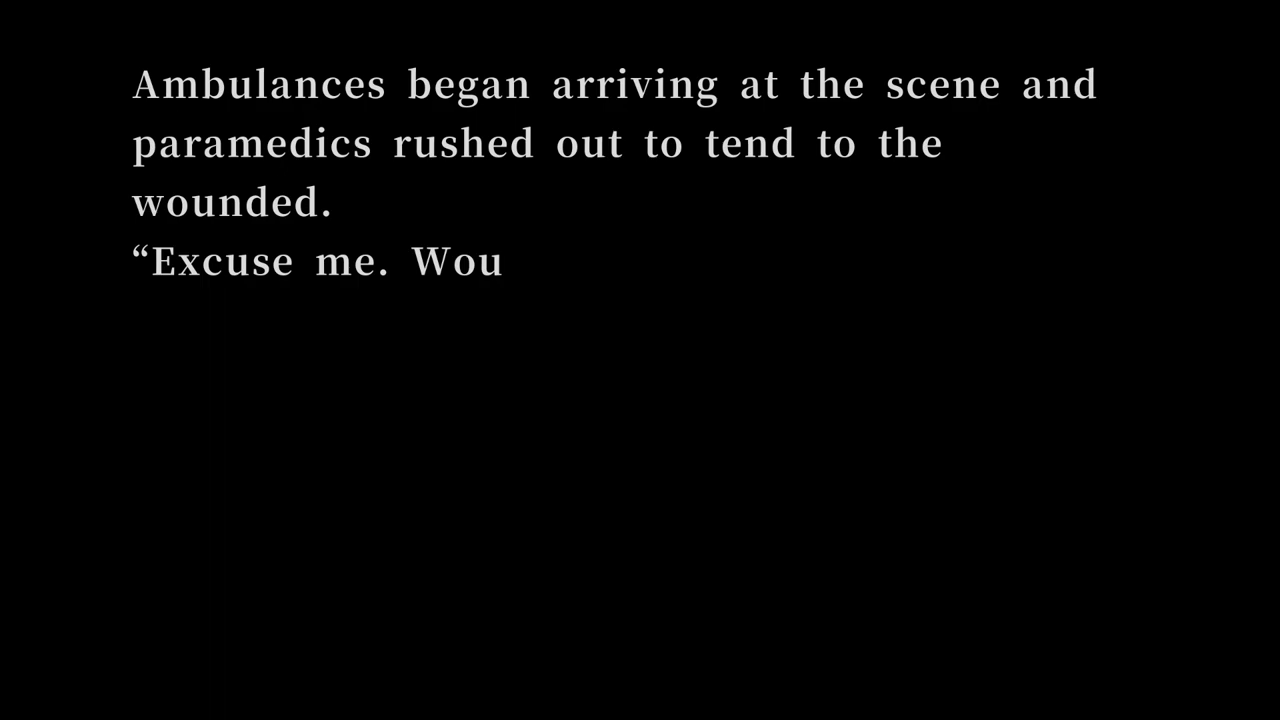 Ambulances began arriving at the scene and
paramedics rushed out to tend to the
wounded.
“Excuse me. Wou